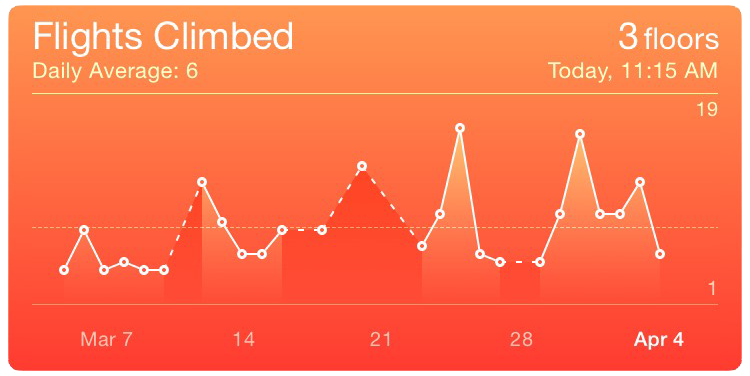 Flights Climbed 3 floors
Daily Average: 6 Today, 11:15 AM
19
1
Mar 7 14 21 28 Apr 4